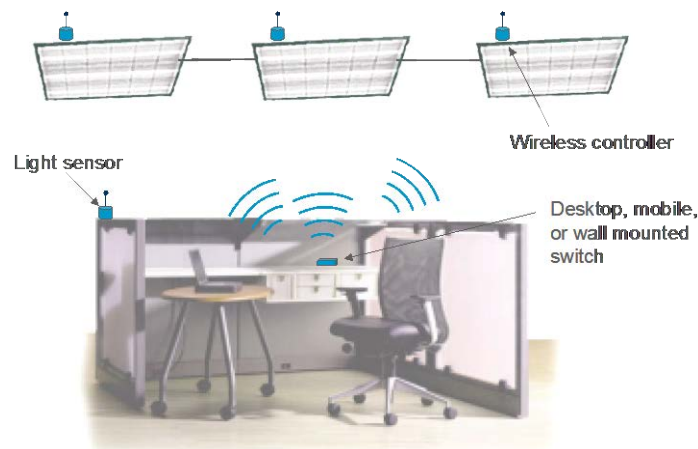 Wireless controller
Light sensor
Desktop, mobile,
or wall mounted
switch